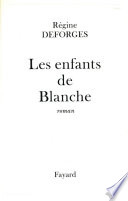 Régine
DEFORGES
Les enfants
de
Blanche
roman
Fayard